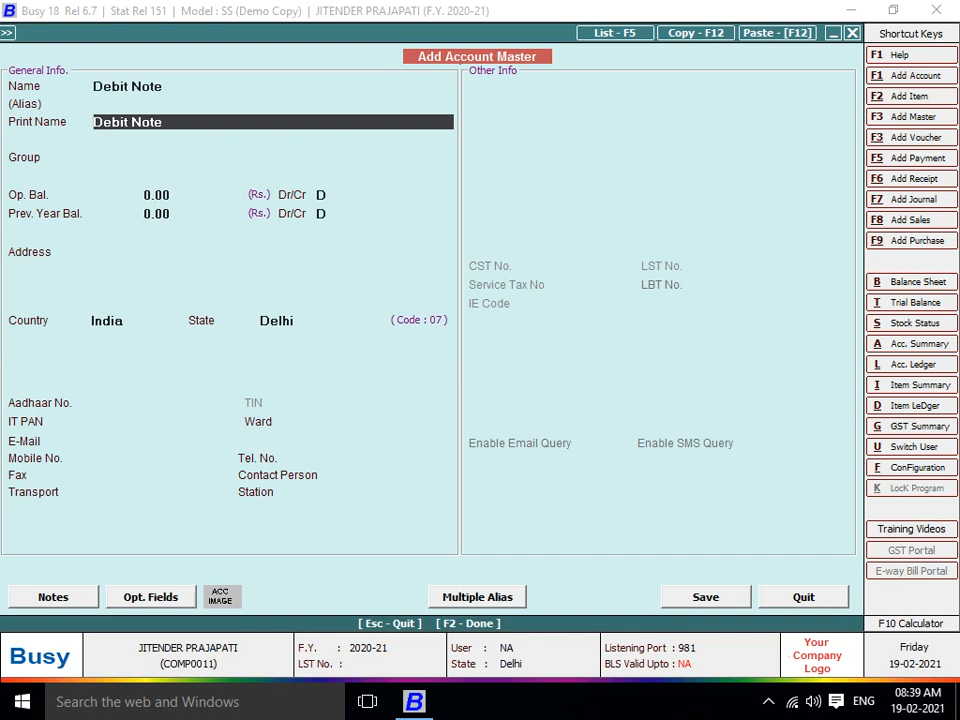 B Busy 18 Rel 6.7 | Stat Rel 151 | Model : SS (Demo Copy) | JITENDER PRAJAPATI (F.Y. 2020-21)
>> List - F5 Copy - F12 Paste - [F12] _ X Shortcut Keys
Add Account Master
General Info. Other Info
Name Debit Note
(Alias)
Print Name Debit Note
Group
Op. Bal. 0.00 (Rs.) Dr/Cr D
Prev. Year Bal. 0.00 (Rs.) Dr/Cr D
Address
CST No. LST No.
Service Tax No LBT No.
IE Code
Country India State Delhi (Code : 07)
Aadhaar No. TIN
IT PAN Ward
E-Mail Enable Email Query Enable SMS Query
Mobile No. Tel. No.
Fax Contact Person
Transport Station
Notes Opt. Fields ACC IMAGE Multiple Alias Save Quit
[ Esc - Quit ] [ F2 - Done ]
F1 Help
F1 Add Account
F2 Add Item
F3 Add Master
F3 Add Voucher
F5 Add Payment
F6 Add Receipt
F7 Add Journal
F8 Add Sales
F9 Add Purchase
B Balance Sheet
T Trial Balance
S Stock Status
A Acc. Summary
L Acc. Ledger
I Item Summary
D Item LeDger
G GST Summary
U Switch User
F ConFiguration
K LocK Program
Training Videos
GST Portal
E-way Bill Portal
F10 Calculator
Busy JITENDER PRAJAPATI F.Y. : 2020-21 User : NA Listening Port : 981 Your Company Logo Friday
(COMP0011) LST No. : State : Delhi BLS Valid Upto : NA 19-02-2021
Search the web and Windows B ENG 08:39 AM
19-02-2021